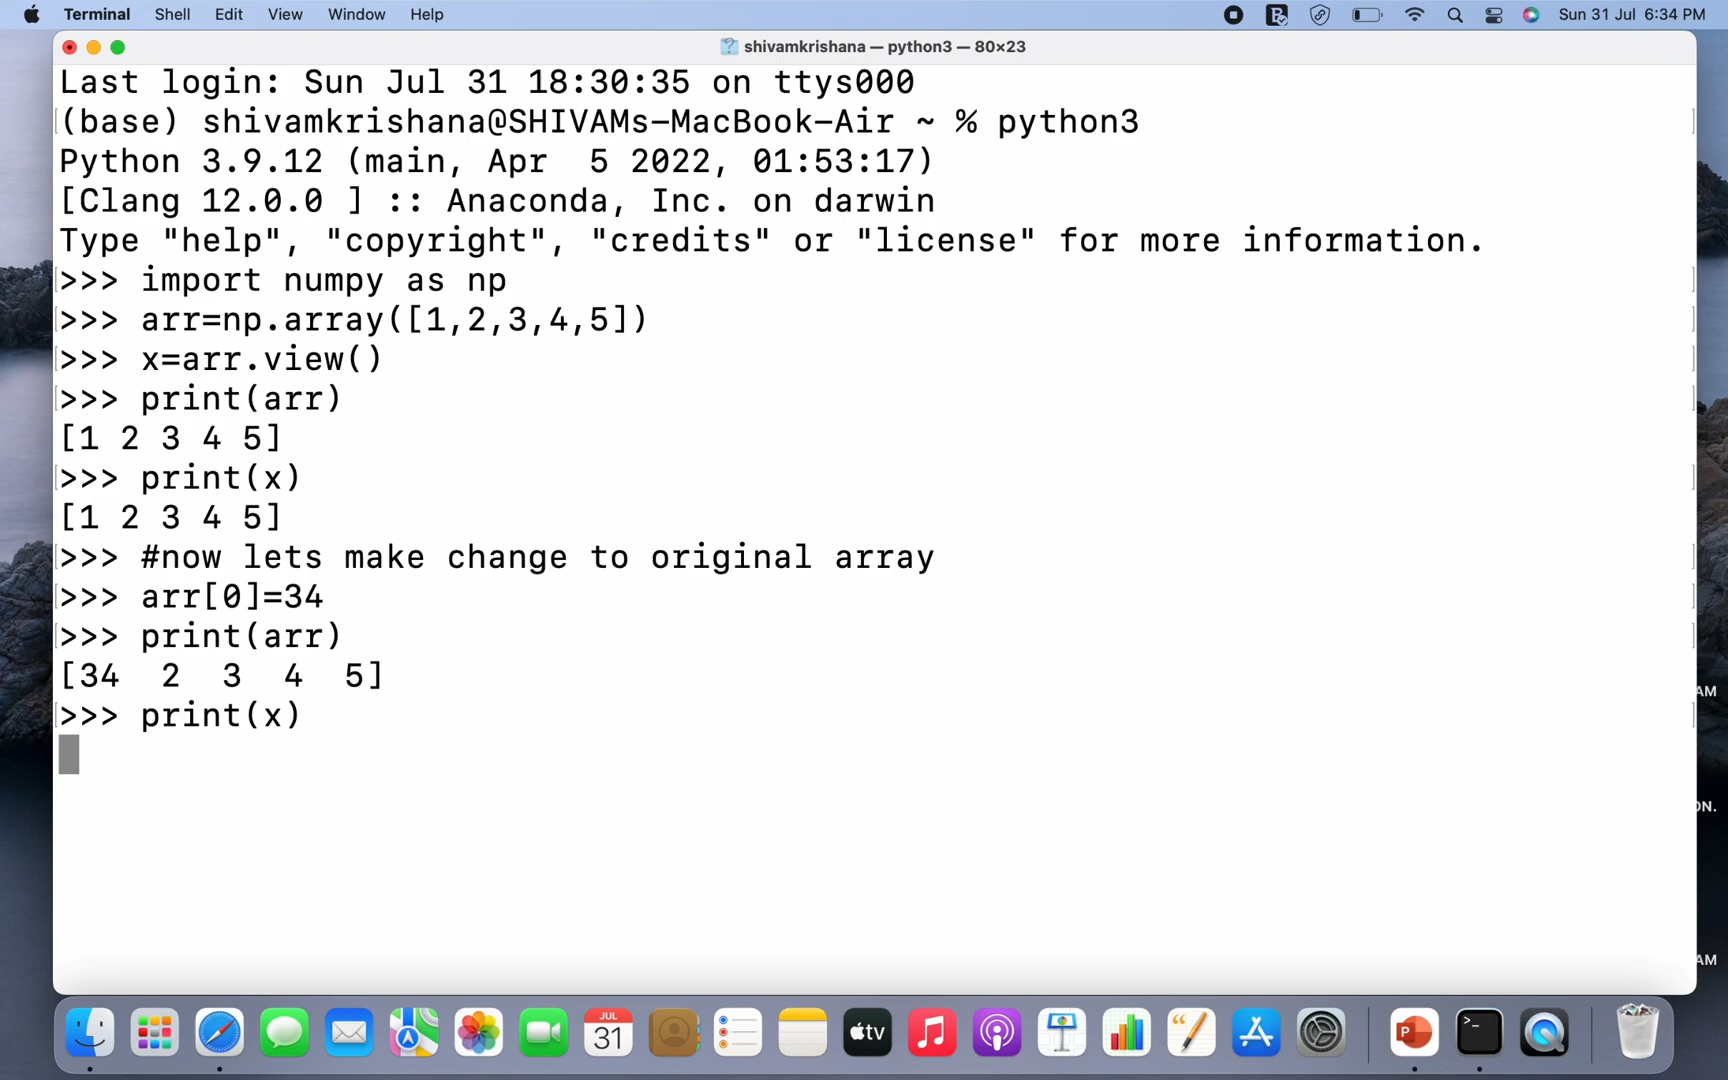 Terminal Shell Edit View Window Help Sun 31 Jul 6:34 PM
shivamkrishana — python3 — 80×23
Last login: Sun Jul 31 18:30:35 on ttys000
(base) shivamkrishana@SHIVAMs-MacBook-Air ~ % python3
Python 3.9.12 (main, Apr  5 2022, 01:53:17)
[Clang 12.0.0 ] :: Anaconda, Inc. on darwin
Type "help", "copyright", "credits" or "license" for more information.
>>> import numpy as np
>>> arr=np.array([1,2,3,4,5])
>>> x=arr.view()
>>> print(arr)
[1 2 3 4 5]
>>> print(x)
[1 2 3 4 5]
>>> #now lets make change to original array
>>> arr[0]=34
>>> print(arr)
[34  2  3  4  5]
>>> print(x)
AM
ON.
AM
JUL
31
tv
P
>_